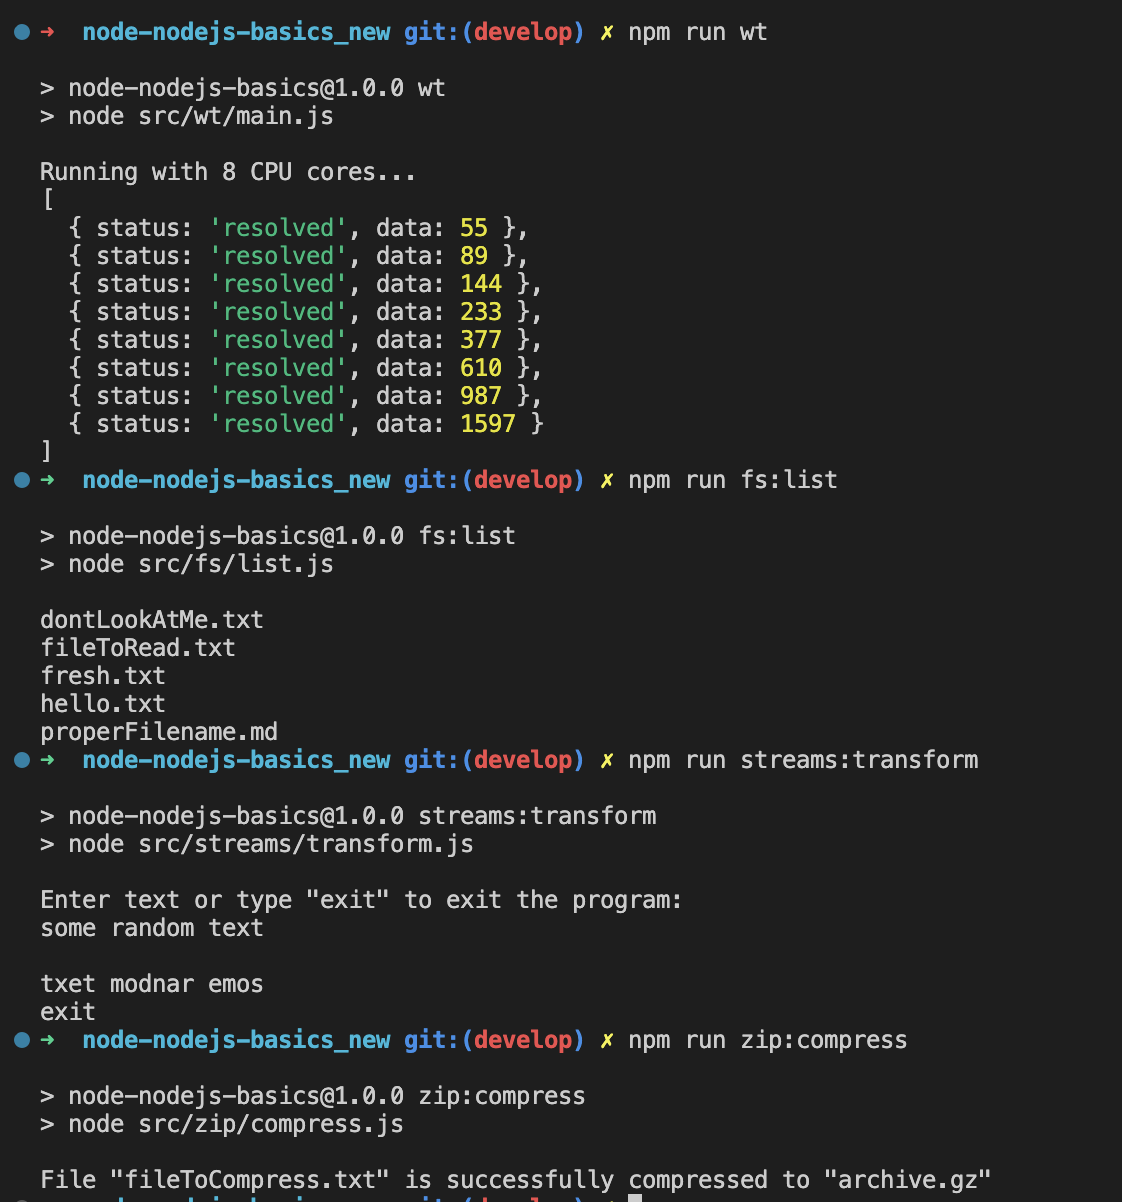 ➜ node-nodejs-basics_new git:(develop) ✗ npm run wt
> node-nodejs-basics@1.0.0 wt
> node src/wt/main.js
Running with 8 CPU cores...
[
{ status: 'resolved', data: 55 },
{ status: 'resolved', data: 89 },
{ status: 'resolved', data: 144 },
{ status: 'resolved', data: 233 },
{ status: 'resolved', data: 377 },
{ status: 'resolved', data: 610 },
{ status: 'resolved', data: 987 },
{ status: 'resolved', data: 1597 }
]
➜ node-nodejs-basics_new git:(develop) ✗ npm run fs:list
> node-nodejs-basics@1.0.0 fs:list
> node src/fs/list.js
dontLookAtMe.txt
fileToRead.txt
fresh.txt
hello.txt
properFilename.md
➜ node-nodejs-basics_new git:(develop) ✗ npm run streams:transform
> node-nodejs-basics@1.0.0 streams:transform
> node src/streams/transform.js
Enter text or type "exit" to exit the program:
some random text
txet modnar emos
exit
➜ node-nodejs-basics_new git:(develop) ✗ npm run zip:compress
> node-nodejs-basics@1.0.0 zip:compress
> node src/zip/compress.js
File "fileToCompress.txt" is successfully compressed to "archive.gz"